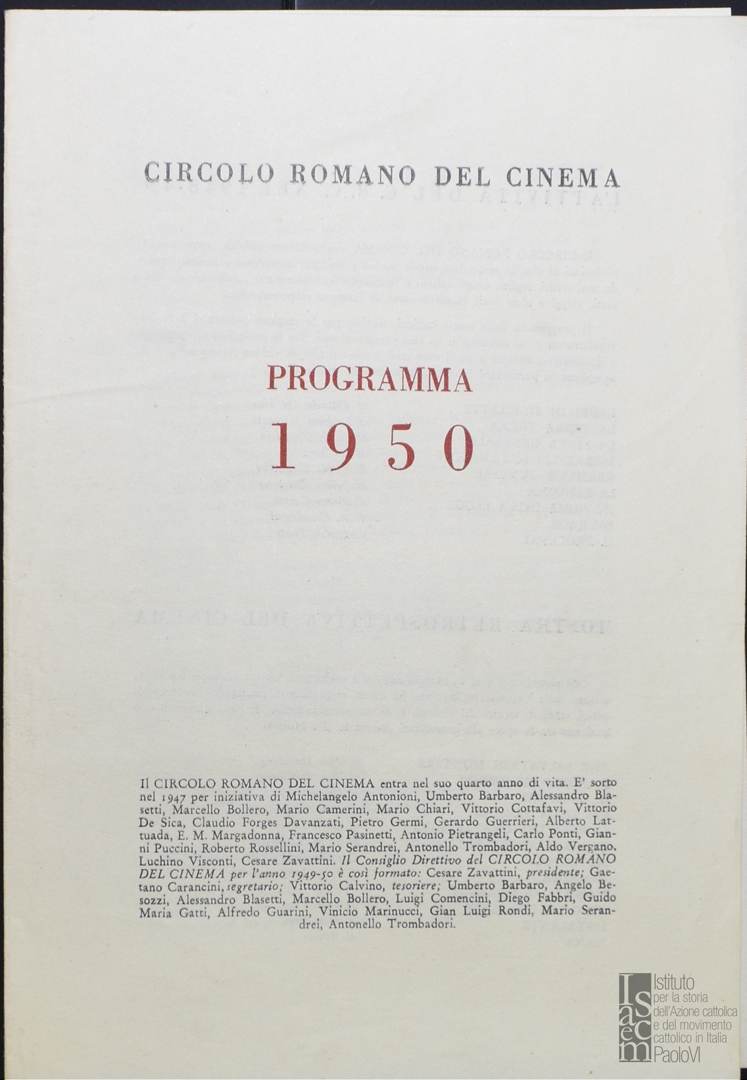 CIRCOLO ROMANO DEL CINEMA
PROGRAMMA
1950
Il CIRCOLO ROMANO DEL CINEMA entra nel suo quarto anno di vita. E' sorto
nel 1947 per iniziativa di Michelangelo Antonioni, Umberto Barbaro, Alessandro Bla-
setti, Marcello Bollero, Mario Camerini, Mario Chiari, Vittorio Cottafavi, Vittorio
De Sica, Claudio Forges Davanzati, Pietro Germi, Gerardo Guerrieri, Alberto Lat-
tuada, E. M. Margadonna, Francesco Pasinetti, Antonio Pietrangeli, Carlo Ponti, Gian-
ni Puccini, Roberto Rossellini, Mario Serandrei, Antonello Trombadori, Aldo Vergano,
Luchino Visconti, Cesare Zavattini. Il Consiglio Direttivo del CIRCOLO ROMANO
DEL CINEMA per l'anno 1949-50 è così formato: Cesare Zavattini, presidente; Gae-
tano Carancini, segretario; Vittorio Calvino, tesoriere; Umberto Barbaro, Angelo Be-
sozzi, Alessandro Blasetti, Marcello Bollero, Luigi Comencini, Diego Fabbri, Guido
Maria Gatti, Alfredo Guarini, Vinicio Marinucci, Gian Luigi Rondi, Mario Seran-
drei, Antonello Trombadori.
Isacem
Istituto
per la storia
dell'Azione cattolica
e del movimento
cattolico in Italia
PaoloVI